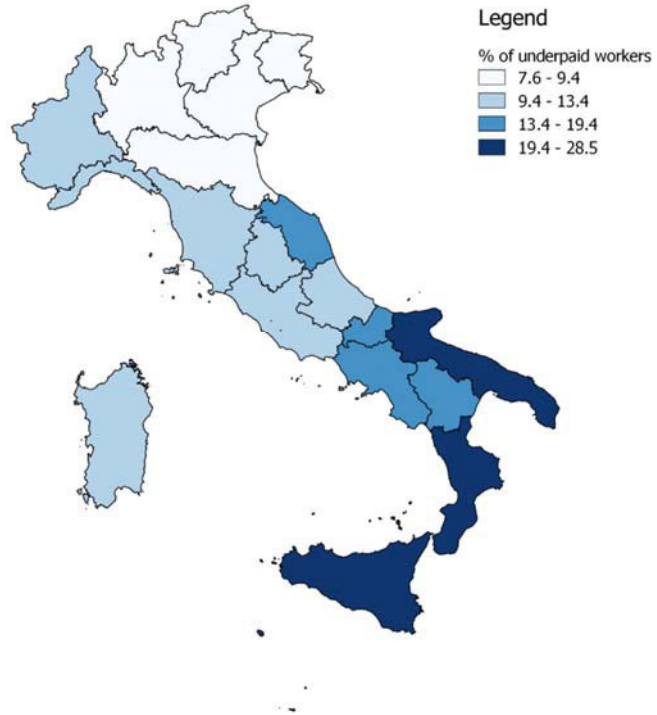 Legend
% of underpaid workers
7.6 - 9.4
9.4 - 13.4
13.4 - 19.4
19.4 - 28.5